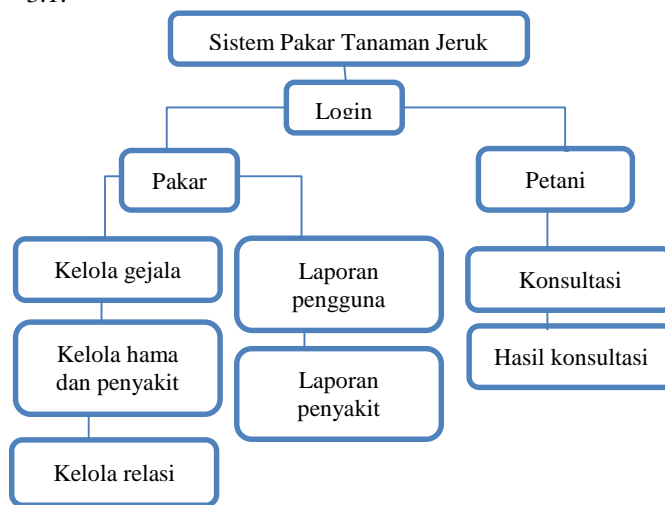 Sistem Pakar Tanaman Jeruk
Login
Pakar
Petani
Kelola gejala
Laporan
pengguna
Konsultasi
Kelola hama
dan penyakit
Laporan
penyakit
Hasil konsultasi
Kelola relasi